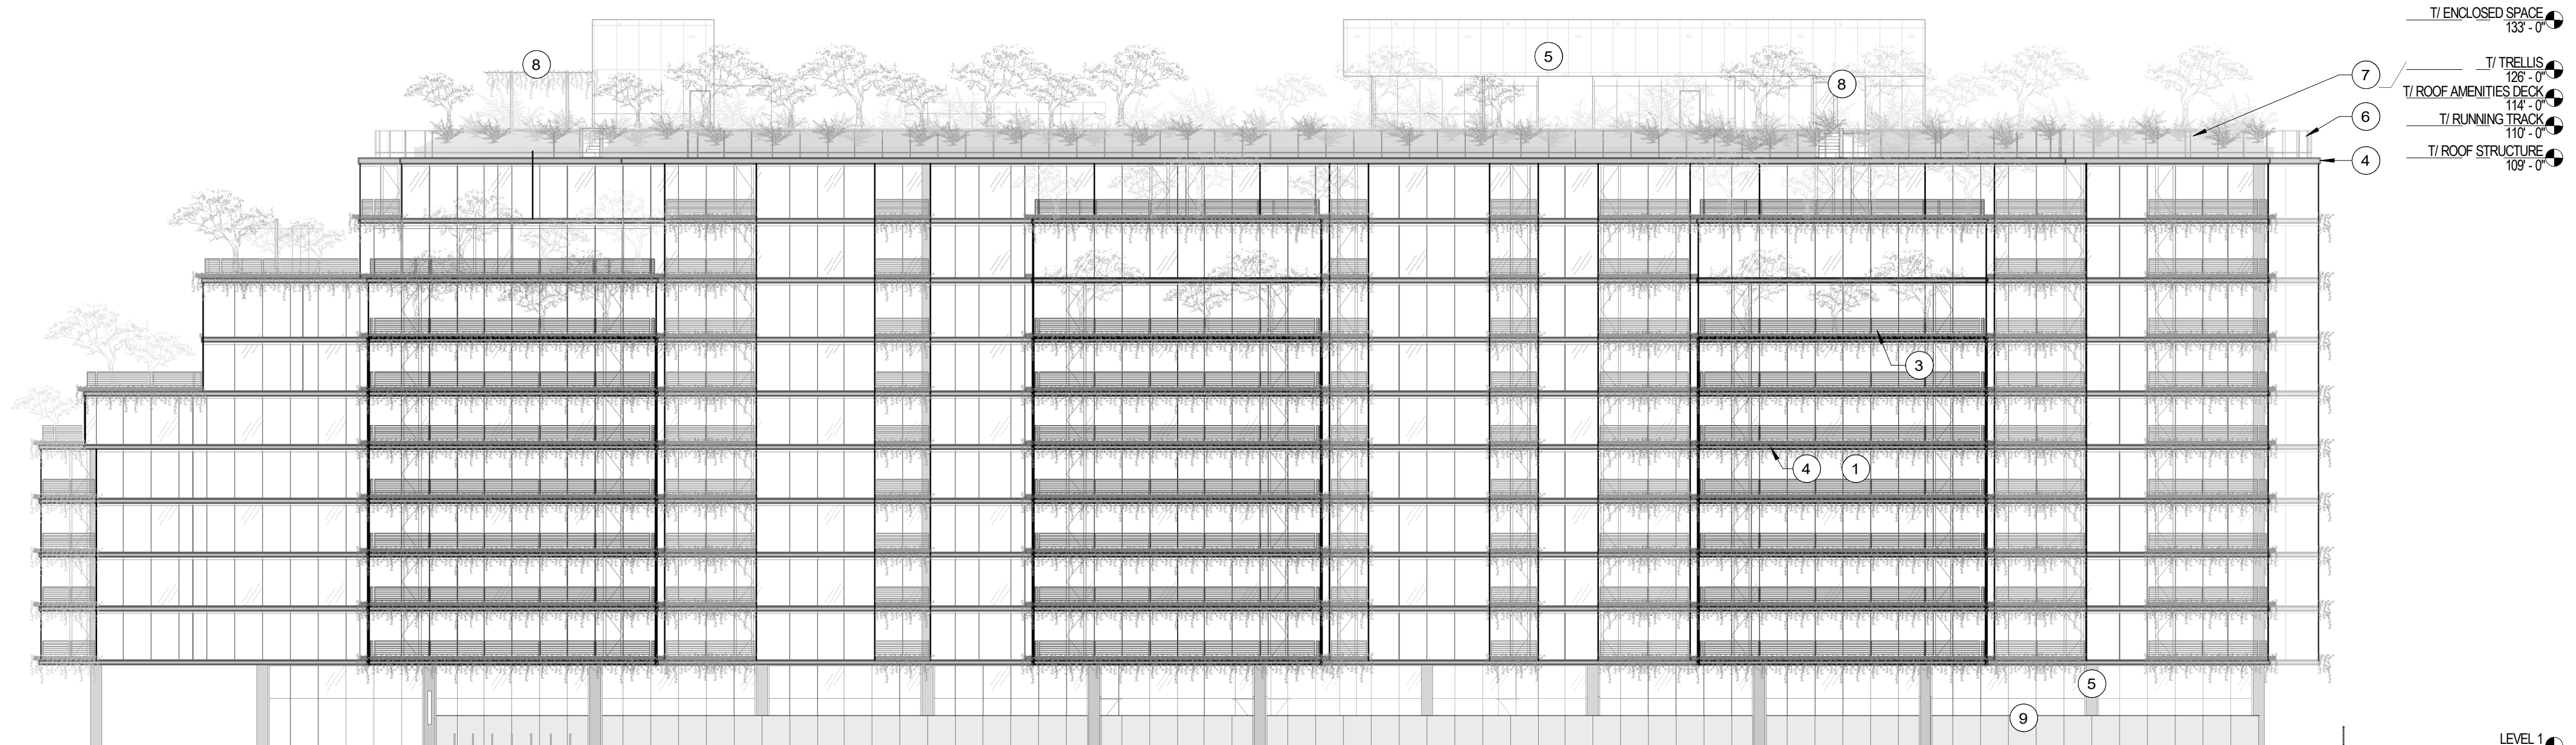 T/ ENCLOSED SPACE
133' - 0"
8
5
T/ TRELLIS
126' - 0"
7
8
T/ ROOF AMENITIES DECK
114' - 0"
6
T/ RUNNING TRACK
110' - 0"
4
T/ ROOF STRUCTURE
109' - 0"
3
4
1
5
9
LEVEL 1